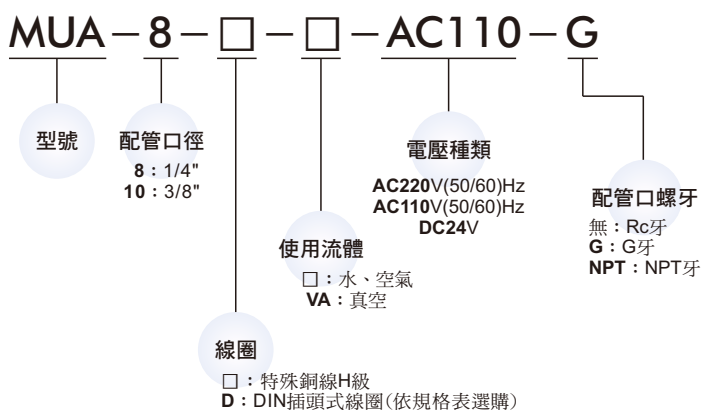 MUA－8－□－□－AC110－G
型號
配管口徑
8：1/4"
10：3/8"
電壓種類
AC220V(50/60)Hz
AC110V(50/60)Hz
DC24V
配管口螺牙
無：Rc牙
G：G牙
NPT：NPT牙
使用流體
□：水、空氣
VA：真空
線圈
□：特殊銅線H級
D：DIN插頭式線圈(依規格表選購)